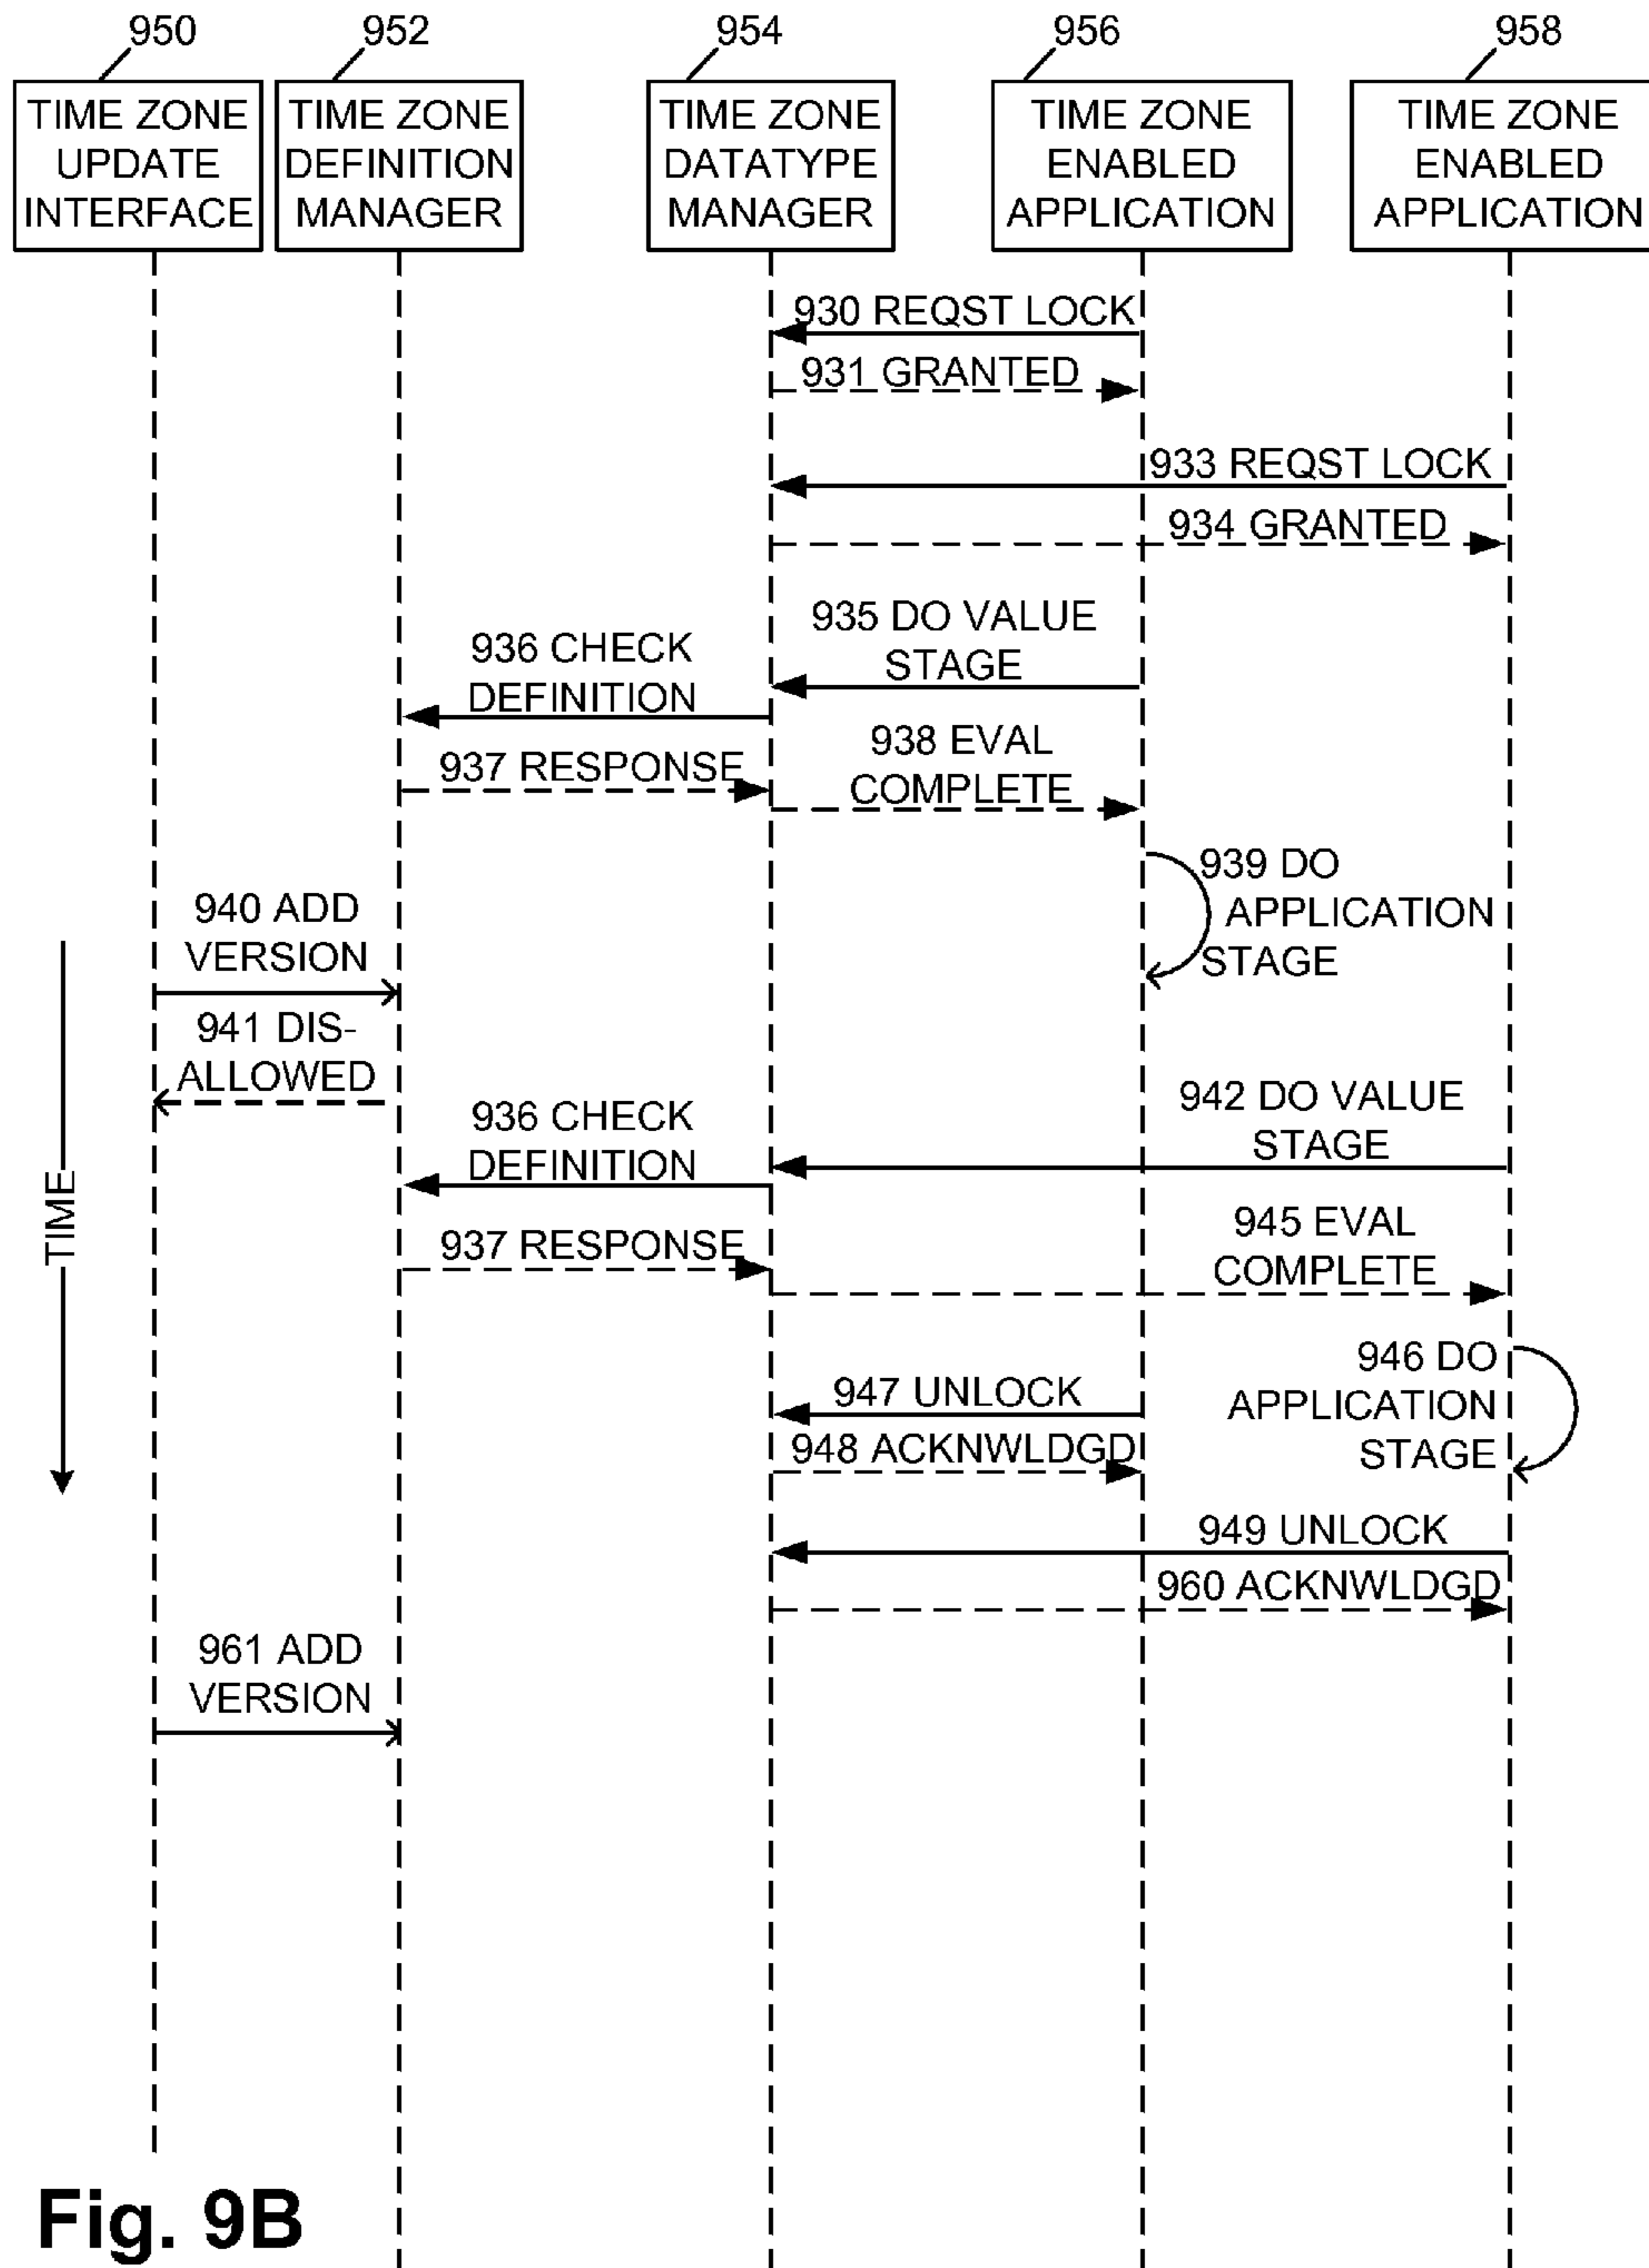 950
952
954
956
958
TIME ZONE
UPDATE
INTERFACE
TIME ZONE
DEFINITION
MANAGER
TIME ZONE
DATATYPE
MANAGER
TIME ZONE
ENABLED
APPLICATION
TIME ZONE
ENABLED
APPLICATION
930 REQST LOCK
931 GRANTED
933 REQST LOCK
934 GRANTED
935 DO VALUE
STAGE
936 CHECK
DEFINITION
937 RESPONSE
938 EVAL
COMPLETE
939 DO
APPLICATION
STAGE
940 ADD
VERSION
941 DIS-
ALLOWED
942 DO VALUE
STAGE
936 CHECK
DEFINITION
937 RESPONSE
945 EVAL
COMPLETE
TIME
946 DO
APPLICATION
STAGE
947 UNLOCK
948 ACKNWLDGD
949 UNLOCK
960 ACKNWLDGD
961 ADD
VERSION
Fig. 9B